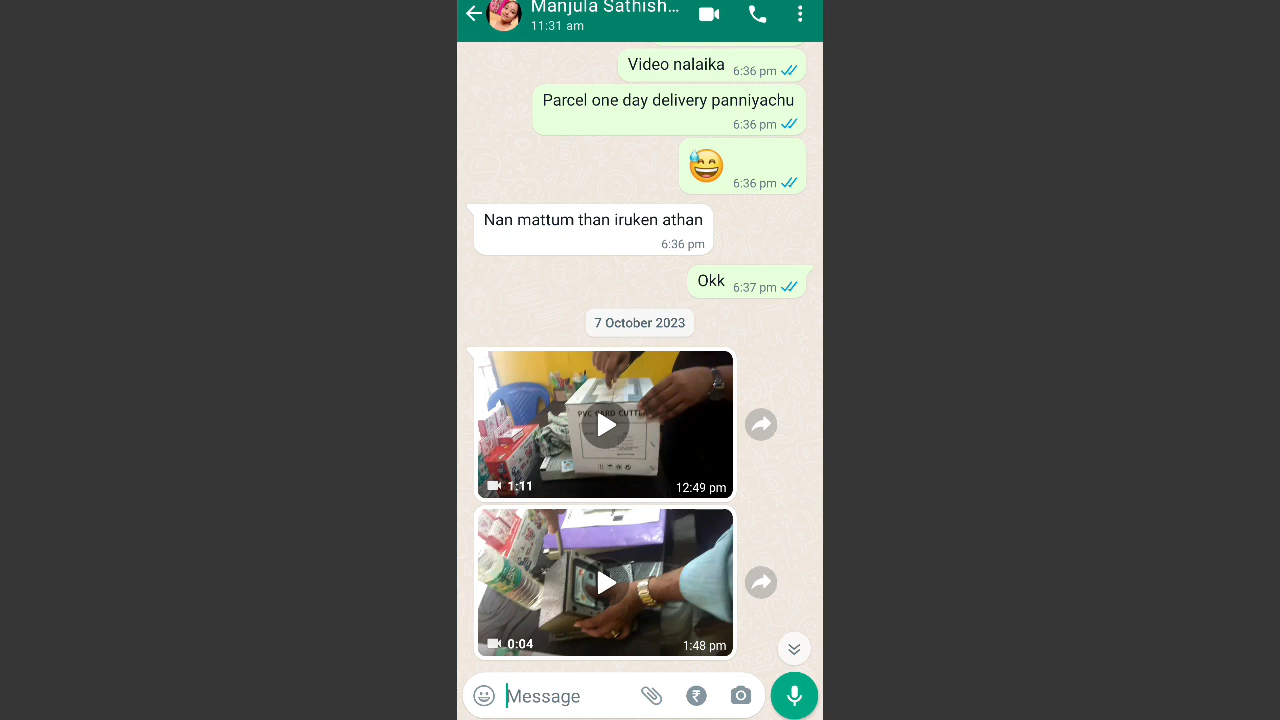 Manjula Sathish...
11:31 am
Video nalaika
6:36 pm
Parcel one day delivery panniyachu
6:36 pm
6:36 pm
Nan mattum than iruken athan
6:36 pm
Okk
6:37 pm
7 October 2023
PVC CARD CUTTE
1:11
12:49 pm
0:04
1:48 pm
Message